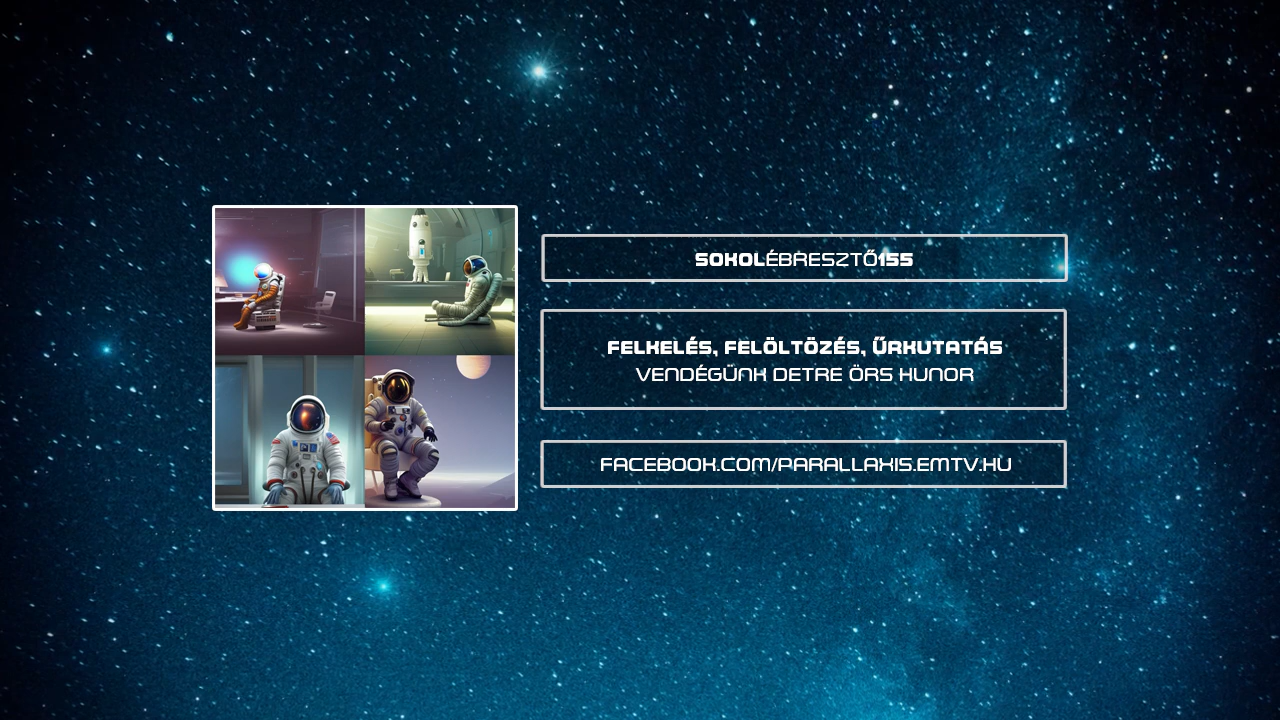 SOKOLÉBRESZTŐ155
FELKELÉS, FELÖLTÖZÉS, ŰRKUTATÁS
VENDÉGÜNK DETRE ÖRS HUNOR
FACEBOOK.COM/PARALLAXIS.EMTV.HU